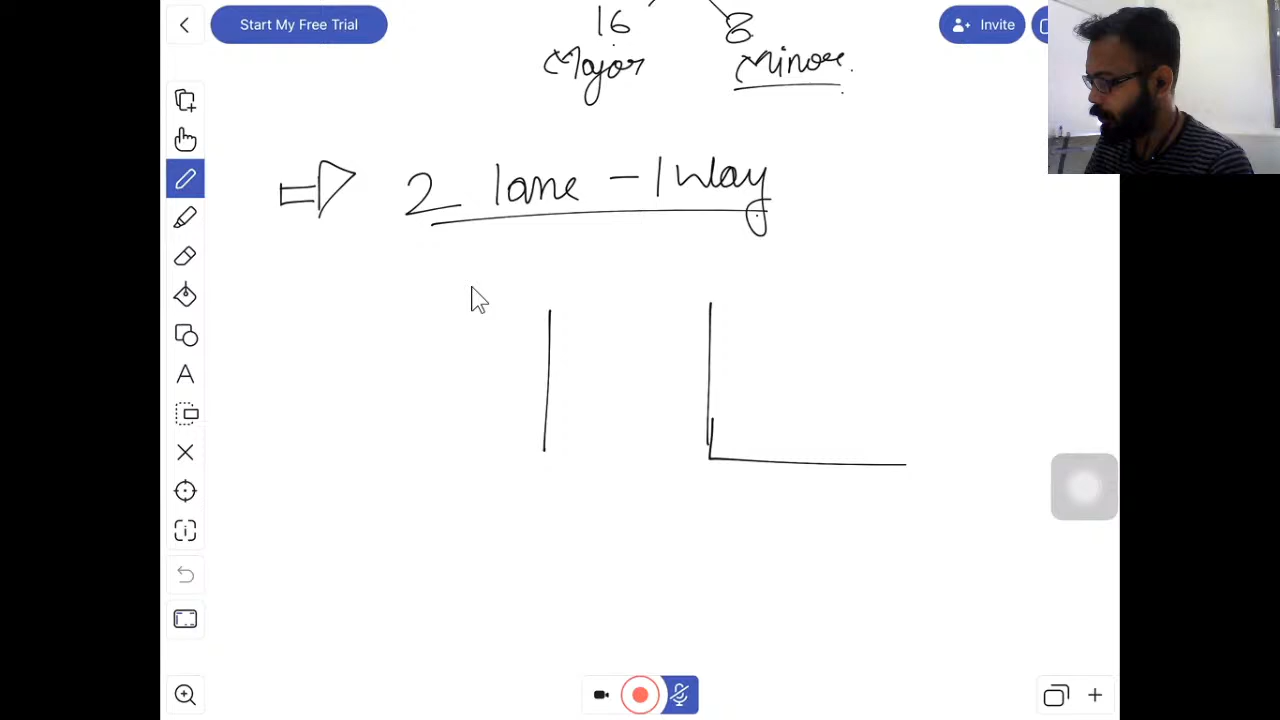 Start My Free Trial
Invite
16 8
Major Minor.
2 lane - 1 way